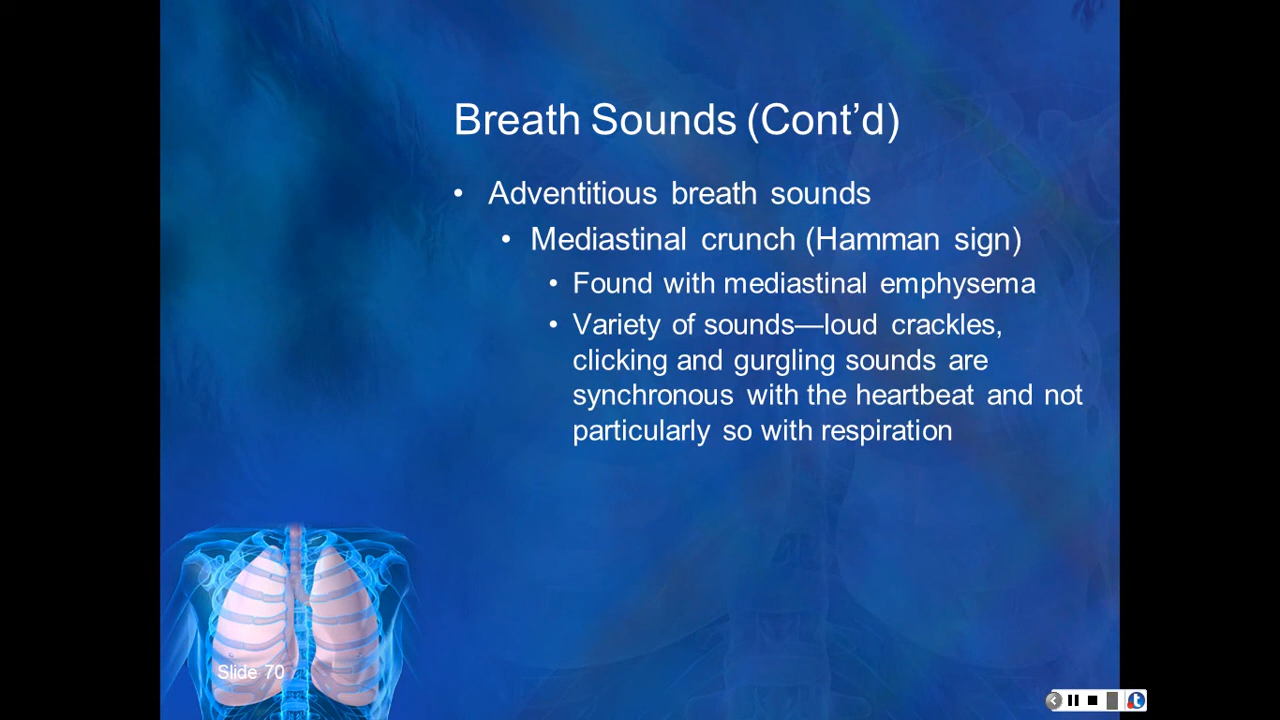 Breath Sounds (Cont’d)
• Adventitious breath sounds
• Mediastinal crunch (Hamman sign)
• Found with mediastinal emphysema
• Variety of sounds—loud crackles,
clicking and gurgling sounds are
synchronous with the heartbeat and not
particularly so with respiration
Slide 70
t